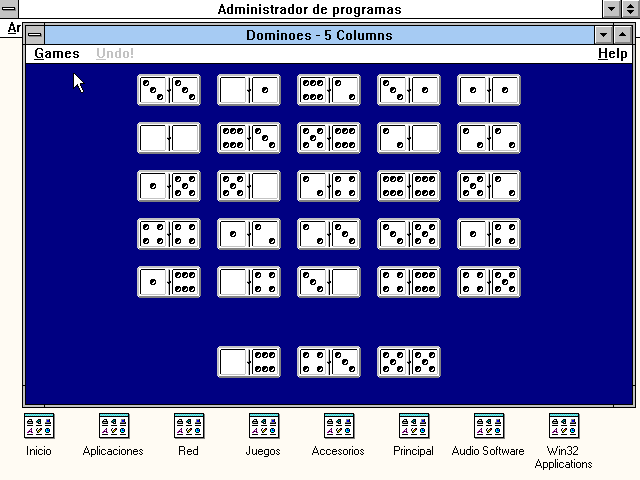 Administrador de programas
Ar
Dominoes - 5 Columns
Games Undo! Help
Inicio Aplicaciones Red Juegos Accesorios Principal Audio Software Win32 Applications